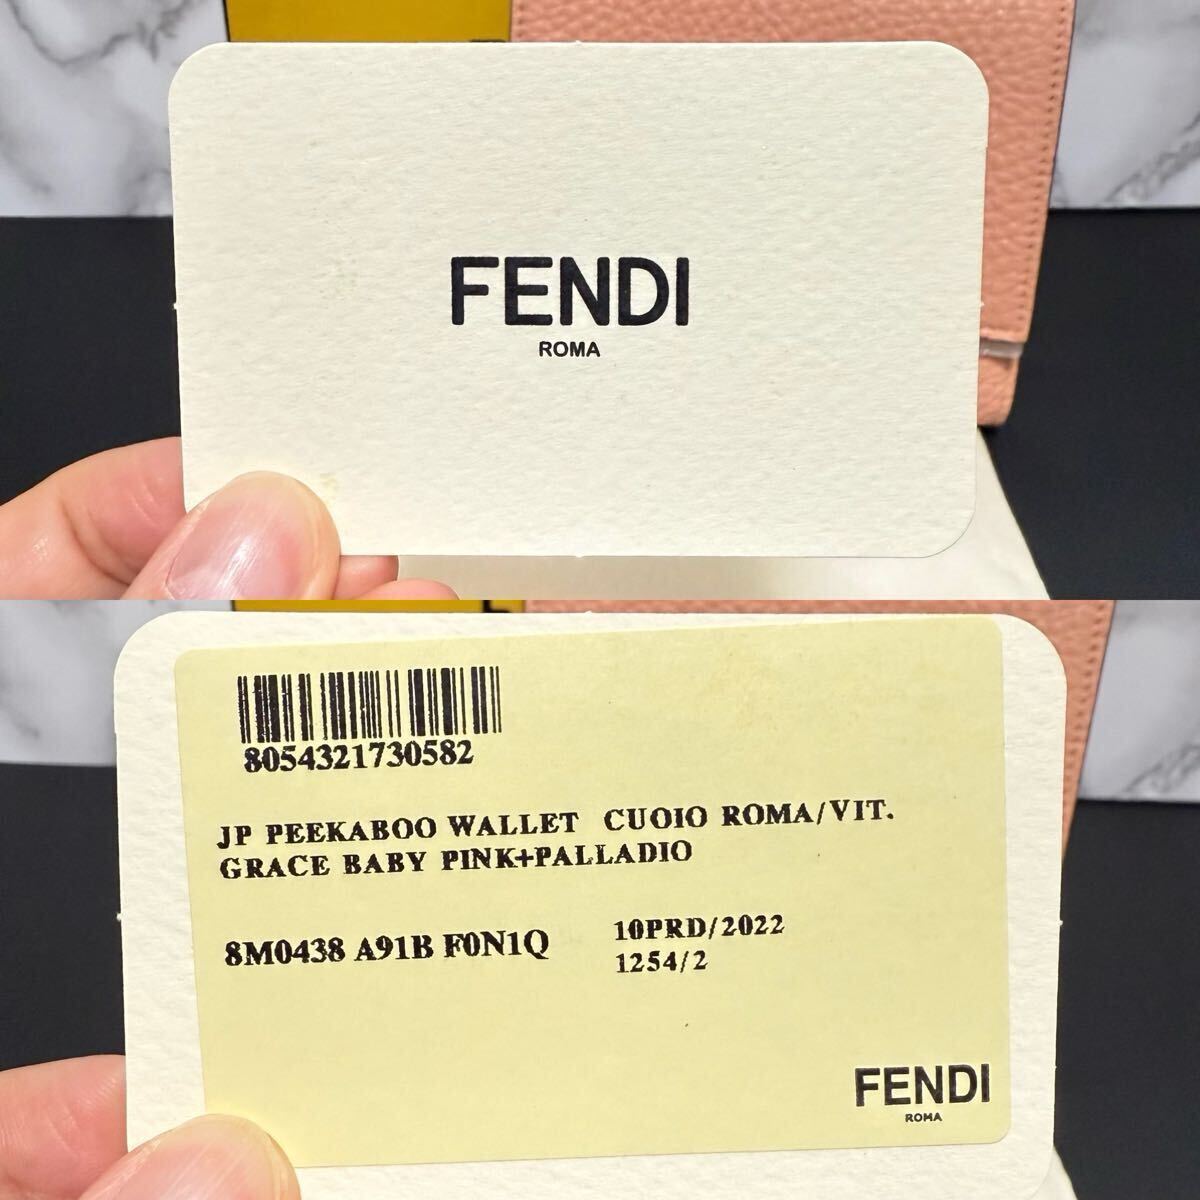 FENDI
ROMA
8054321730582
JP PEEKABOO WALLET CUOIO ROMA/VIT.
GRACE BABY PINK+PALLADIO
8M0438 A91B F0N1Q
10PRD/2022
1254/2
FENDI
ROMA